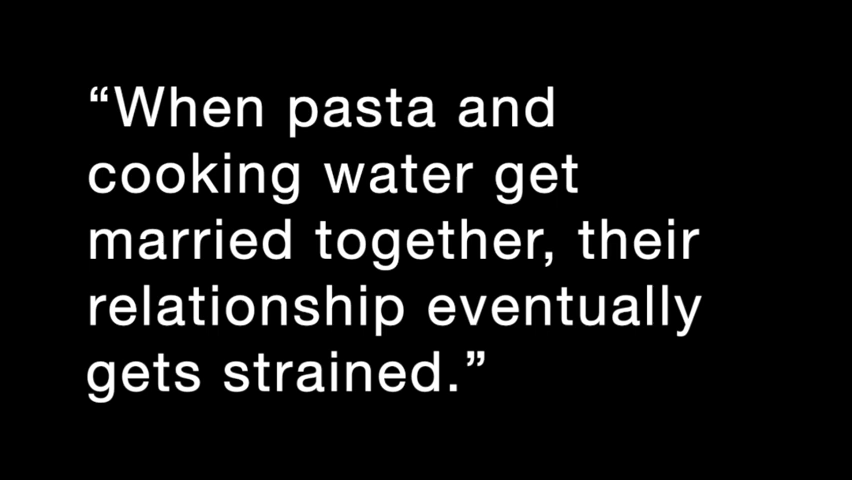 “When pasta and
cooking water get
married together, their
relationship eventually
gets strained.”